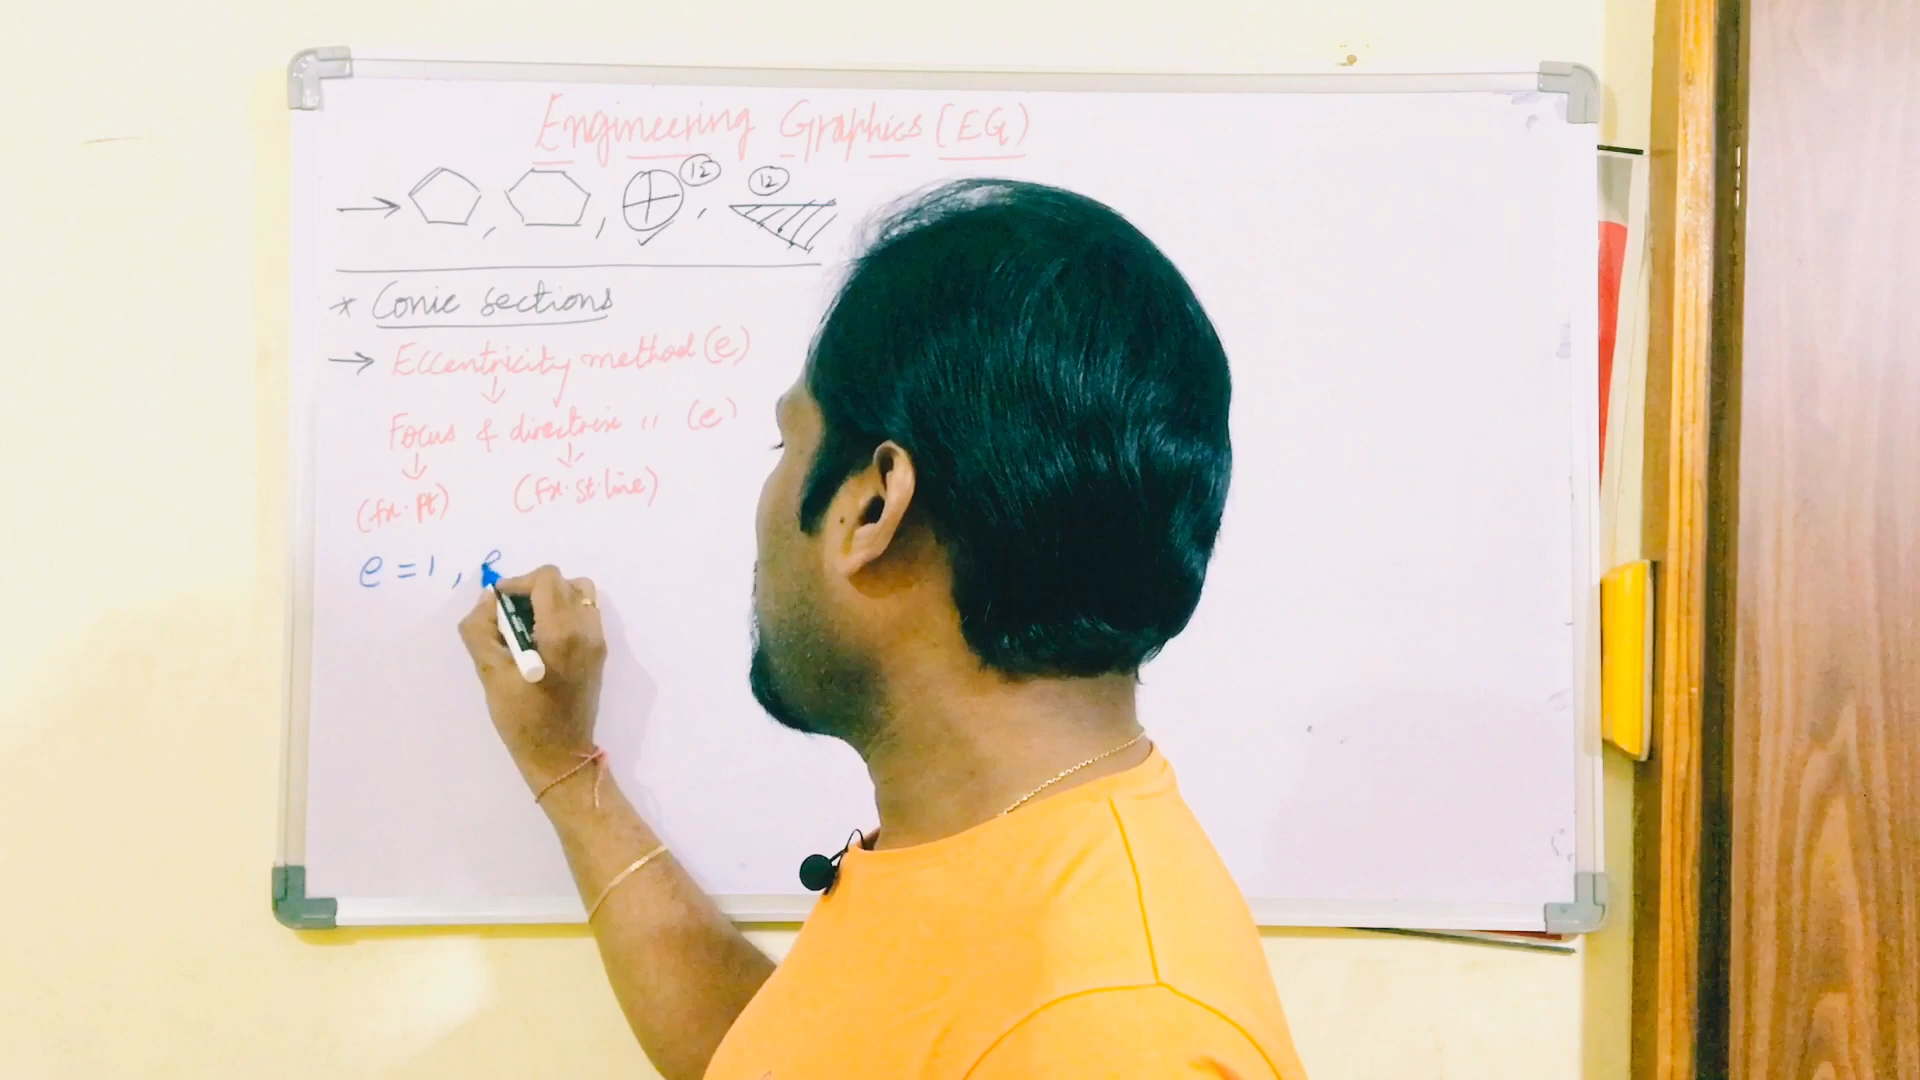 Engineering Graphics (EG)
12 12
* Conic sections
→ Eccentricity method (e)
Focus & directrix '' (e)
(fx. pt) (Fx. st. line)
e = 1, e